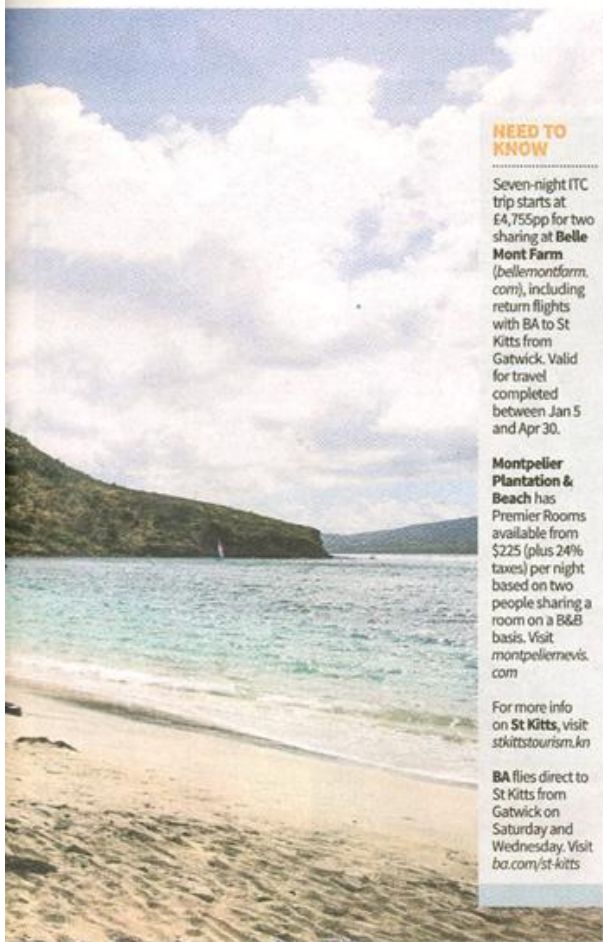 NEED TO
KNOW
Seven-night ITC
trip starts at
£4,755pp for two
sharing at Belle
Mont Farm
(bellemontfarm.
com), including
return flights
with BA to St
Kitts from
Gatwick. Valid
for travel
completed
between Jan 5
and Apr 30.
Montpelier
Plantation &
Beach has
Premier Rooms
available from
$225 (plus 24%
taxes) per night
based on two
people sharing a
room on a B&B
basis. Visit
montpeliernevis.
com
For more info
on St Kitts, visit
stkittstourism.kn
BA flies direct to
St Kitts from
Gatwick on
Saturday and
Wednesday. Visit
ba.com/st-kitts